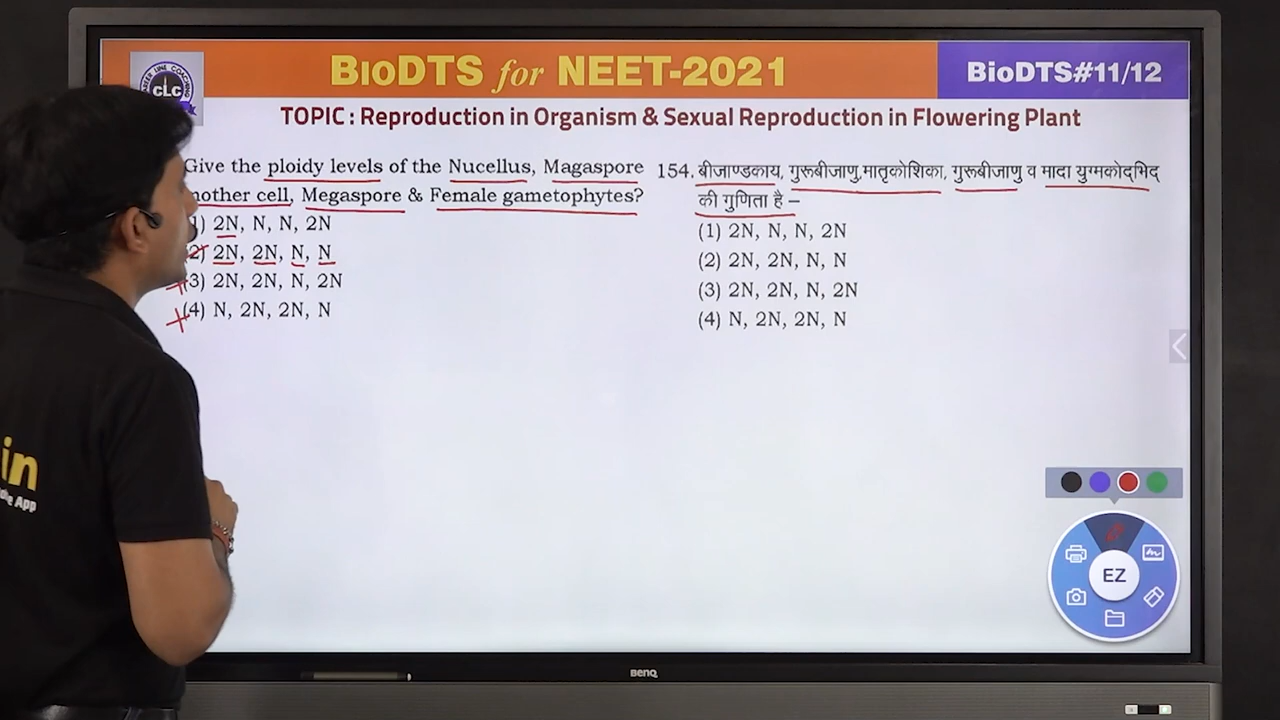 BIODTS for NEET-2021
BioDTS#11/12
CLC
TOPIC : Reproduction in Organism & Sexual Reproduction in Flowering Plant
Give the ploidy levels of the Nucellus, Magaspore
mother cell, Megaspore & Female gametophytes?
1) 2N, N, N, 2N
(2) 2N, 2N, N, N
(3) 2N, 2N, N, 2N
(4) N, 2N, 2N, N
154. बीजाण्डकाय, गुरूबीजाणु मातृकोशिका, गुरूबीजाणु व मादा युग्मकोद्भिद्
की गुणिता है –
(1) 2N, N, N, 2N
(2) 2N, 2N, N, N
(3) 2N, 2N, N, 2N
(4) N, 2N, 2N, N
in
App
EZ
BenQ